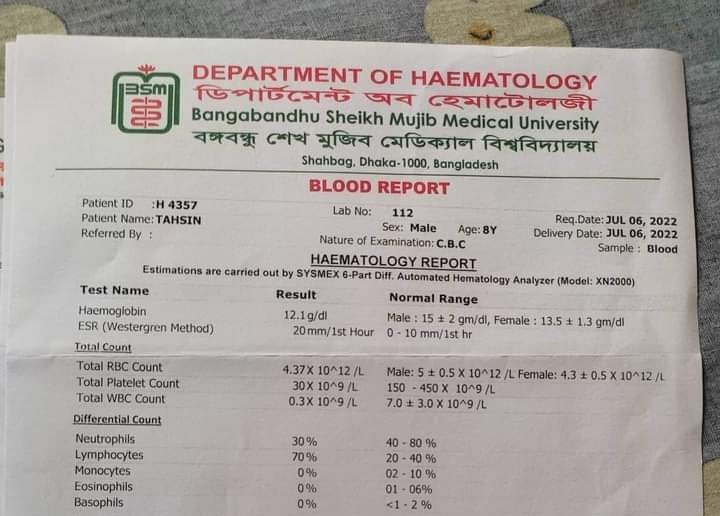 BSM
DEPARTMENT OF HAEMATOLOGY
ডিপার্টমেন্ট অব হেমাটোলজী
Bangabandhu Sheikh Mujib Medical University
বঙ্গবন্ধু শেখ মুজিব মেডিক্যাল বিশ্ববিদ্যালয়
Shahbag, Dhaka-1000, Bangladesh
BLOOD REPORT
Patient ID :H 4357 Lab No: 112 Req.Date: JUL 06, 2022
Patient Name: TAHSIN Sex: Male Age: 8Y Delivery Date: JUL 06, 2022
Referred By : Nature of Examination: C.B.C Sample : Blood
HAEMATOLOGY REPORT
Estimations are carried out by SYSMEX 6-Part Diff. Automated Hematology Analyzer (Model: XN2000)
Test Name Result Normal Range
Haemoglobin 12.1 g/dl Male : 15 ± 2 gm/dl, Female : 13.5 ± 1.3 gm/dl
ESR (Westergren Method) 20 mm/1st Hour 0 - 10 mm/1st hr
Total Count
Total RBC Count 4.37 X 10^12 /L Male: 5 ± 0.5 X 10^12 /L Female: 4.3 ± 0.5 X 10^12 /L
Total Platelet Count 30 X 10^9 /L 150 - 450 X 10^9 /L
Total WBC Count 0.3 X 10^9 /L 7.0 ± 3.0 X 10^9 /L
Differential Count
Neutrophils 30 % 40 - 80 %
Lymphocytes 70 % 20 - 40 %
Monocytes 0 % 02 - 10 %
Eosinophils 0 % 01 - 06%
Basophils 0 % <1 - 2 %